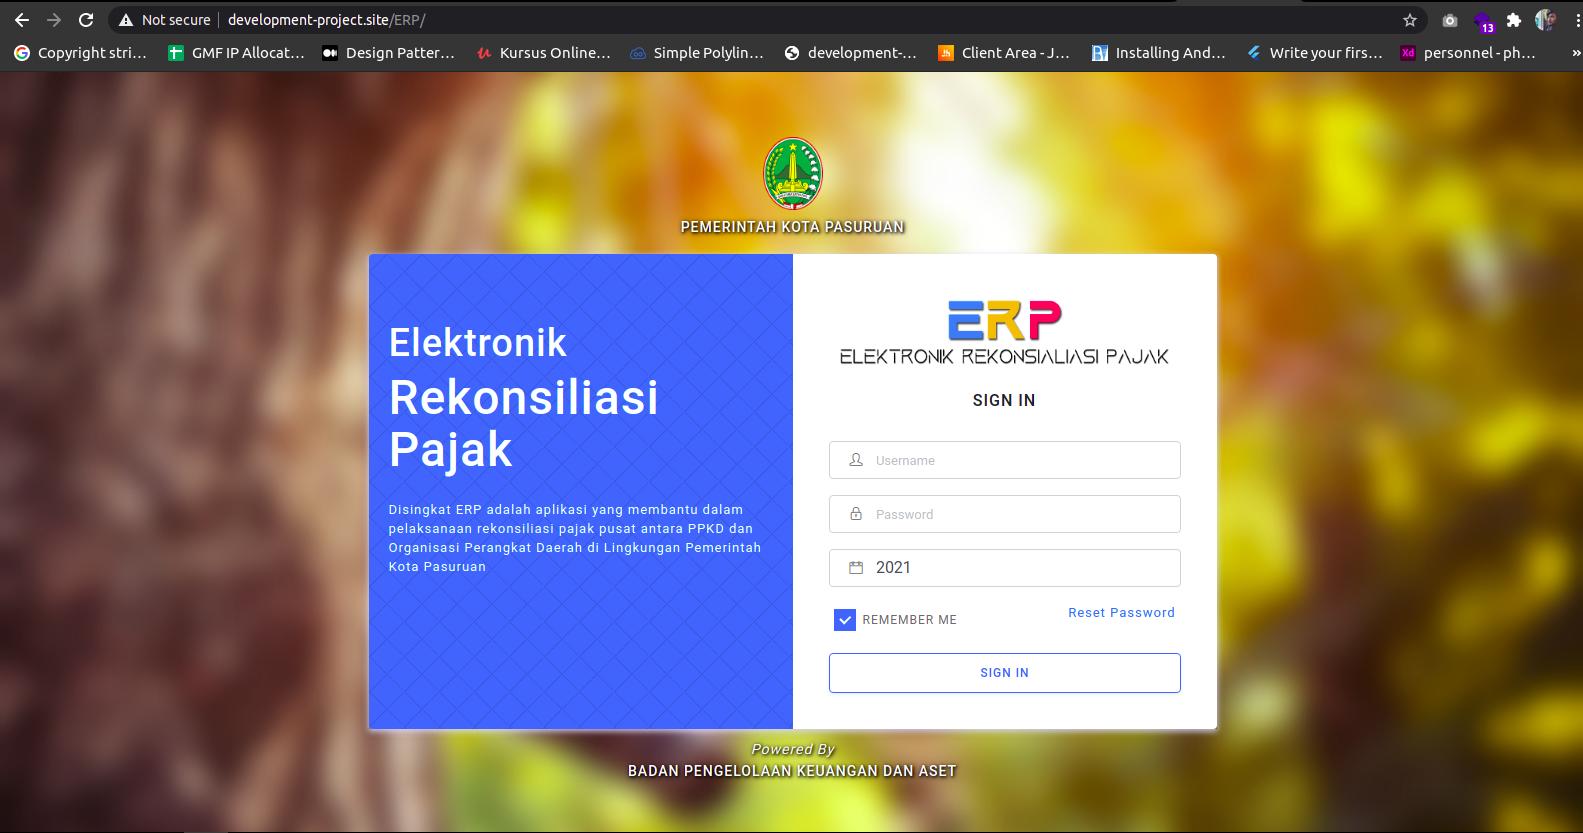 Not secure
development-project.site/ERP/
13
Copyright stri...
GMF IP Allocat...
Design Patter...
Kursus Online...
Simple Polylin...
development-...
Client Area - J...
Installing And...
Write your firs...
Xd
personnel - ph...
»
PEMERINTAH KOTA PASURUAN
Elektronik
Rekonsiliasi
Pajak
Disingkat ERP adalah aplikasi yang membantu dalam
pelaksanaan rekonsiliasi pajak pusat antara PPKD dan
Organisasi Perangkat Daerah di Lingkungan Pemerintah
Kota Pasuruan
ERP
ELEKTRONIK REKONSIALIASI PAJAK
SIGN IN
Username
Password
2021
REMEMBER ME
Reset Password
SIGN IN
Powered By
BADAN PENGELOLAAN KEUANGAN DAN ASET